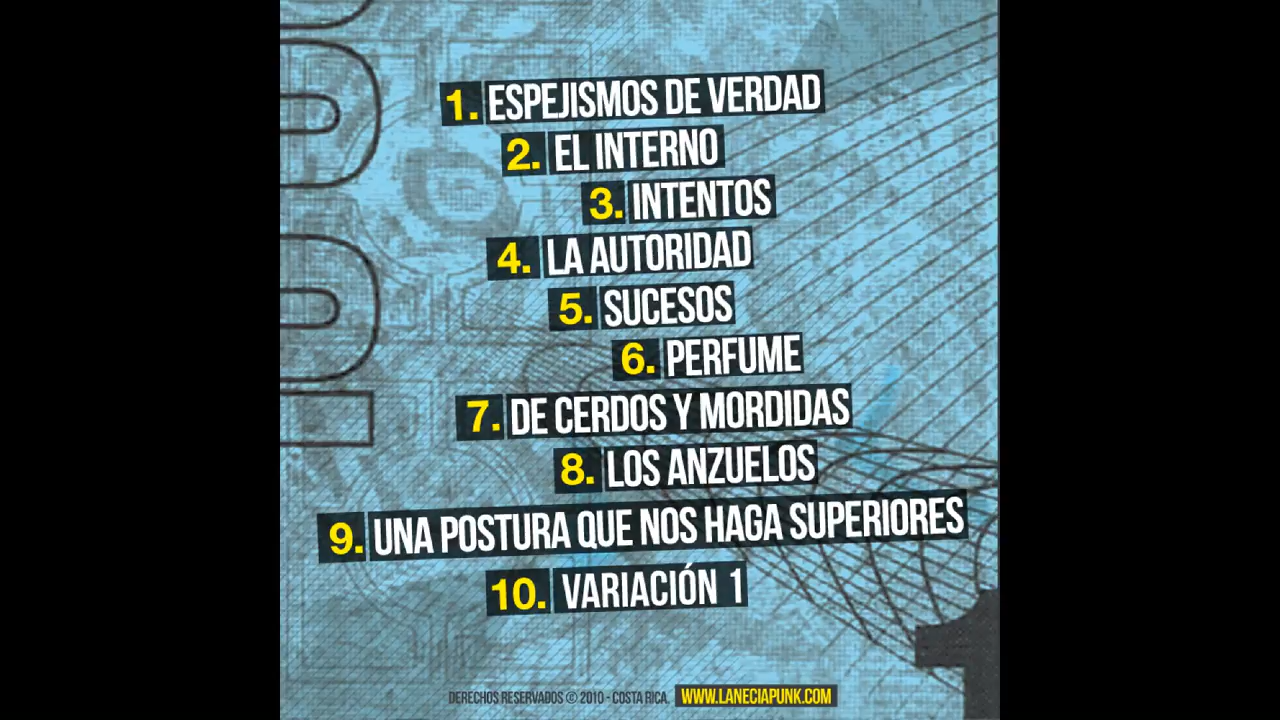 1. ESPEJISMOS DE VERDAD
2. EL INTERNO
3. INTENTOS
4. LA AUTORIDAD
5. SUCESOS
6. PERFUME
7. DE CERDOS Y MORDIDAS
8. LOS ANZUELOS
9. UNA POSTURA QUE NOS HAGA SUPERIORES
10. VARIACIÓN 1
DERECHOS RESERVADOS © 2010 - COSTA RICA. WWW.LANECIAPUNK.COM
1
100